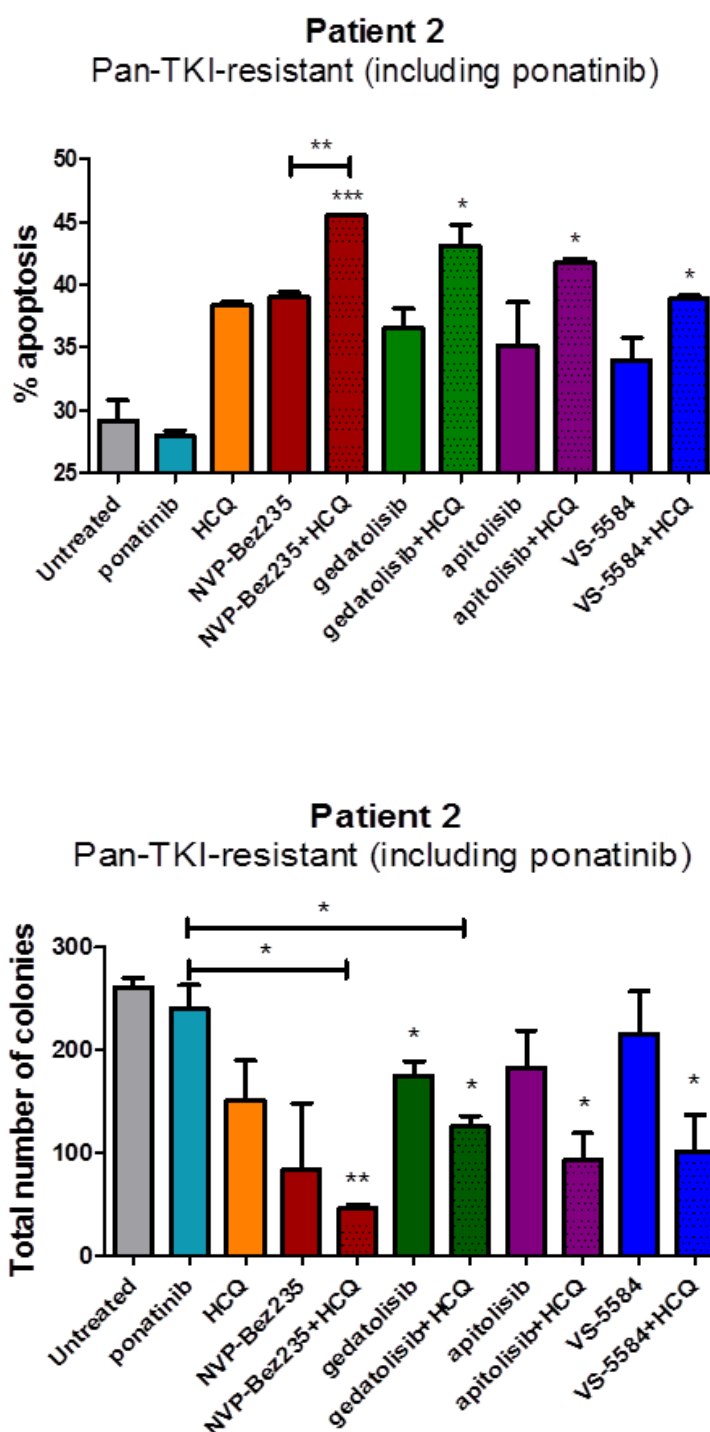 Patient 2
Pan-TKI-resistant (including ponatinib)
% apoptosis
50
45
40
35
30
25
**
***
*
*
*
Untreated
ponatinib
HCQ
NVP-Bez235
NVP-Bez235+HCQ
gedatolisib
gedatolisib+HCQ
apitolisib
apitolisib+HCQ
VS-5584
VS-5584+HCQ
Patient 2
Pan-TKI-resistant (including ponatinib)
Total number of colonies
300
200
100
0
*
*
**
*
*
*
*
Untreated
ponatinib
HCQ
NVP-Bez235
NVP-Bez235+HCQ
gedatolisib
gedatolisib+HCQ
apitolisib
apitolisib+HCQ
VS-5584
VS-5584+HCQ